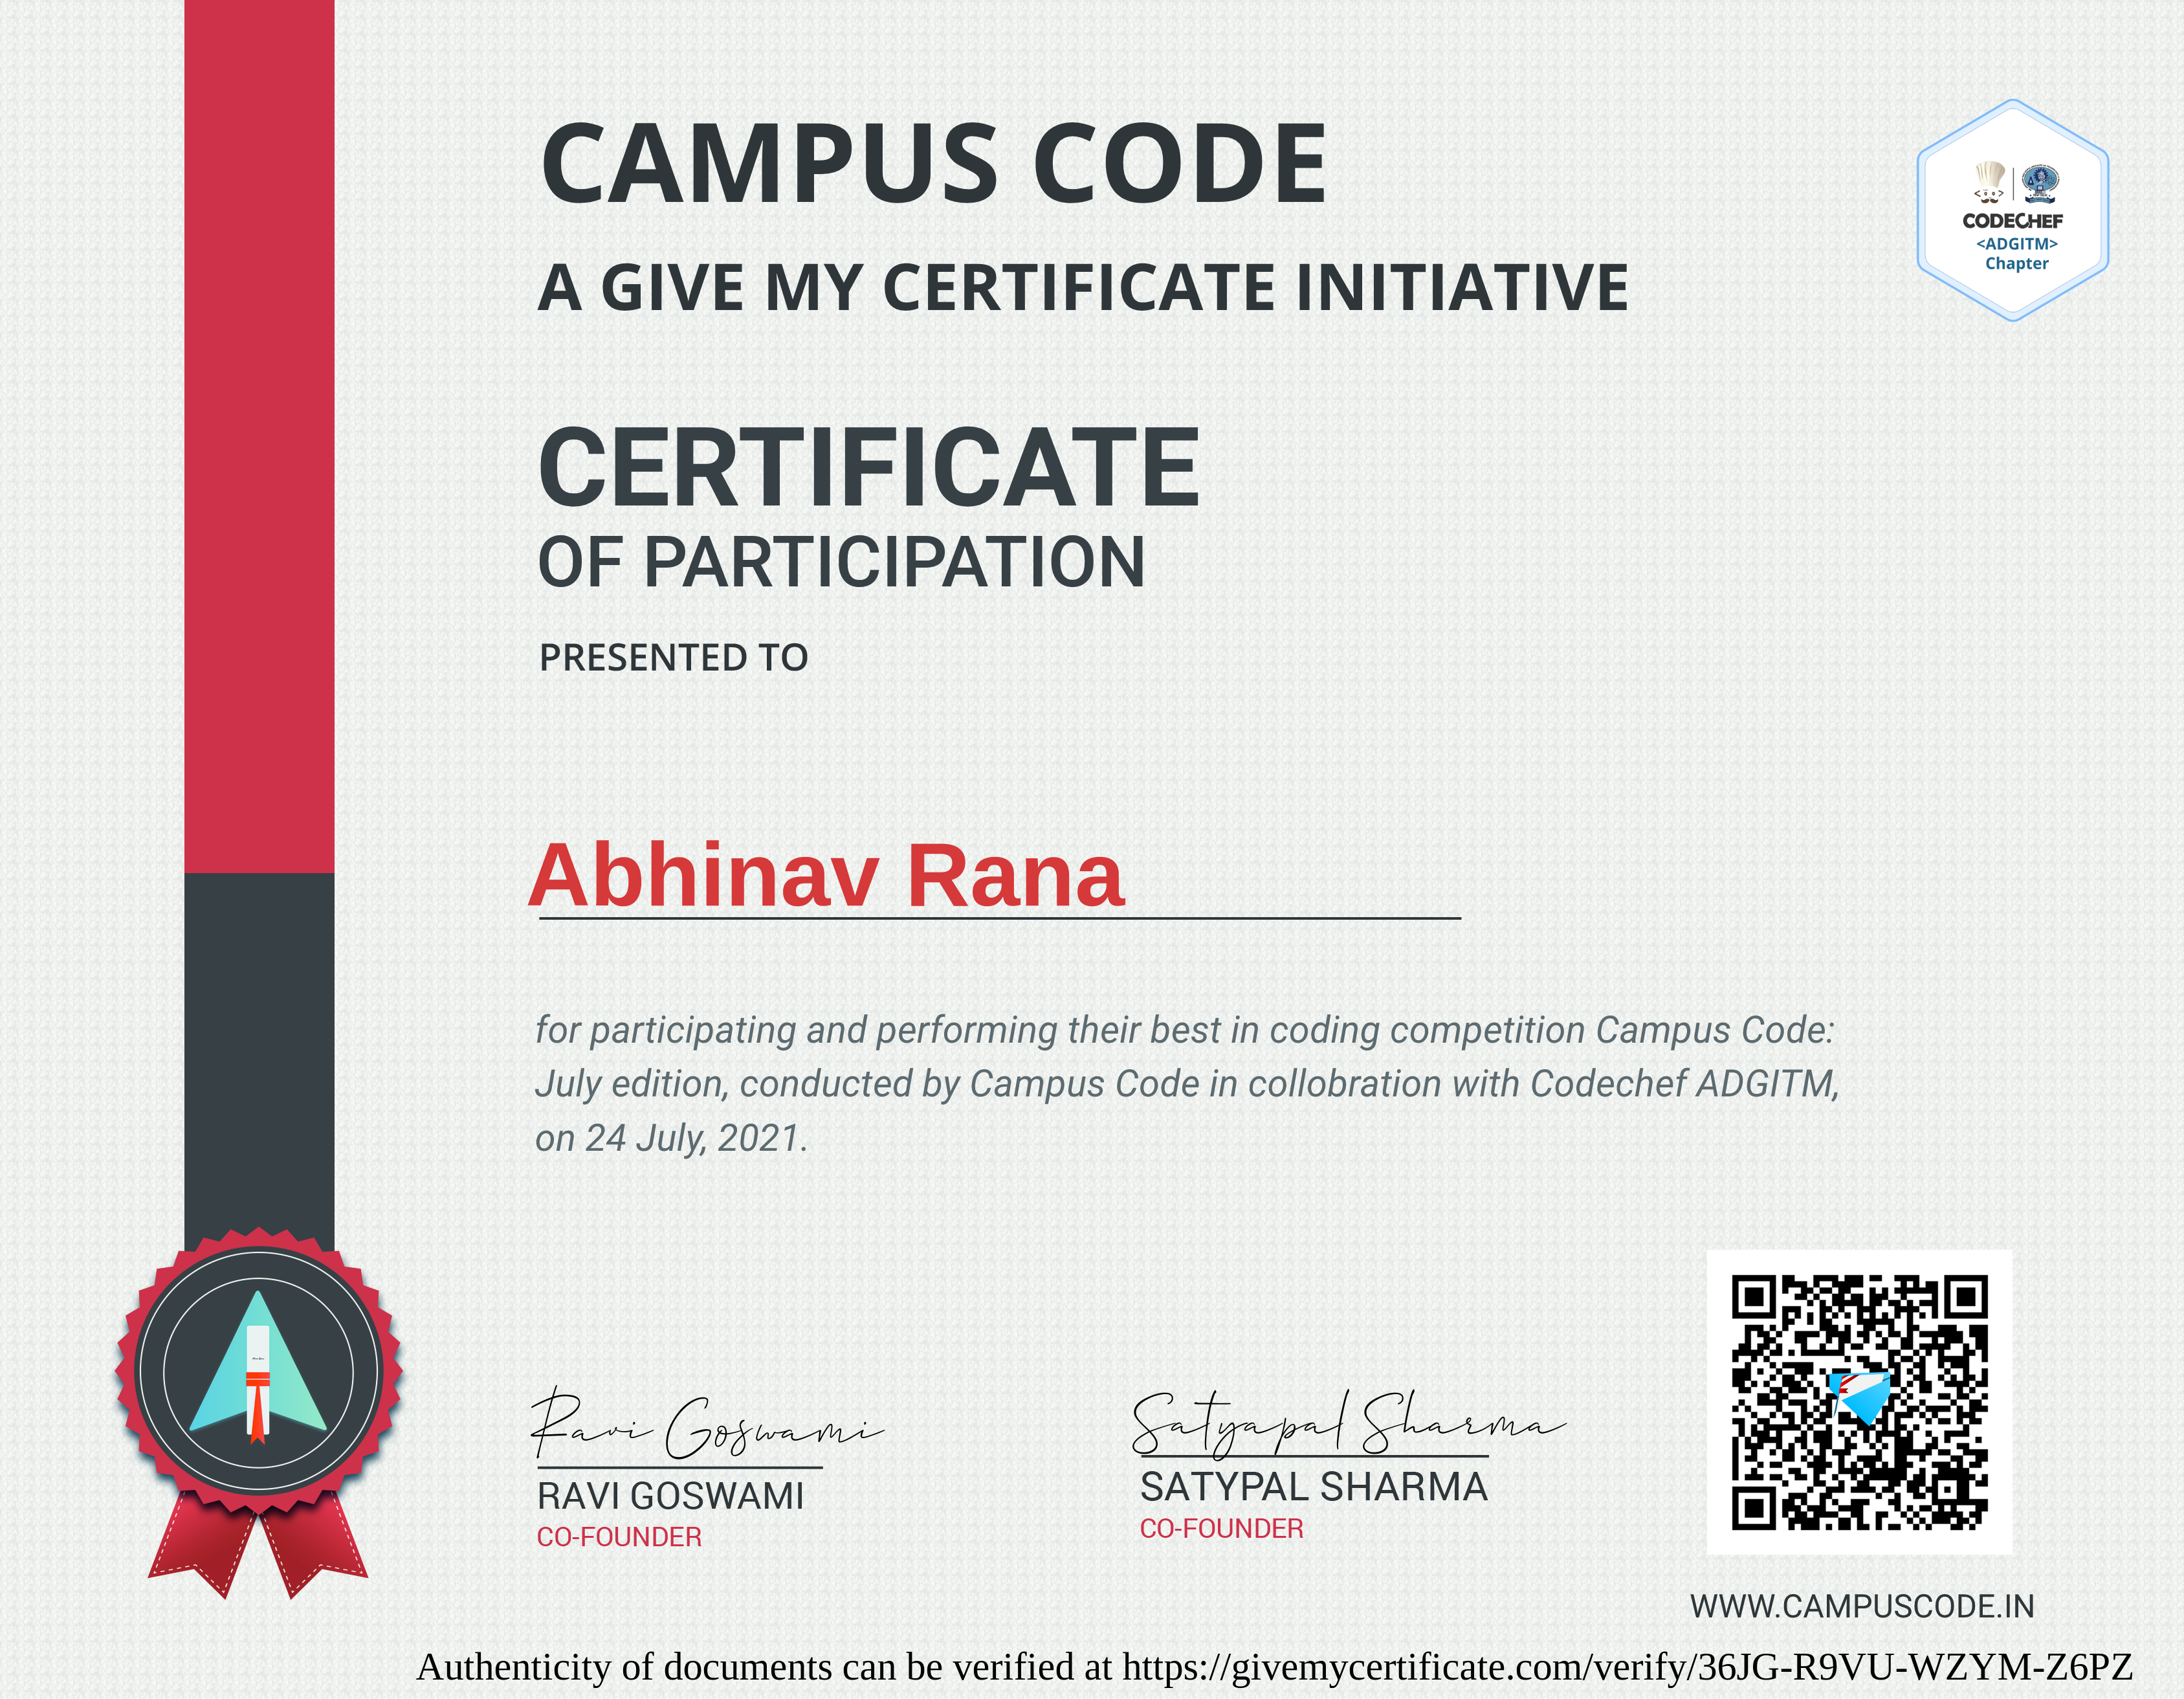 CAMPUS CODE
A GIVE MY CERTIFICATE INITIATIVE
CODECHEF
<ADGITM>
Chapter
CERTIFICATE
OF PARTICIPATION
PRESENTED TO
Abhinav Rana
for participating and performing their best in coding competition Campus Code:
July edition, conducted by Campus Code in collobration with Codechef ADGITM,
on 24 July, 2021.
Ravi Goswami
RAVI GOSWAMI
CO-FOUNDER
Satyapal Sharma
SATYPAL SHARMA
CO-FOUNDER
WWW.CAMPUSCODE.IN
Authenticity of documents can be verified at https://givemycertificate.com/verify/36JG-R9VU-WZYM-Z6PZ